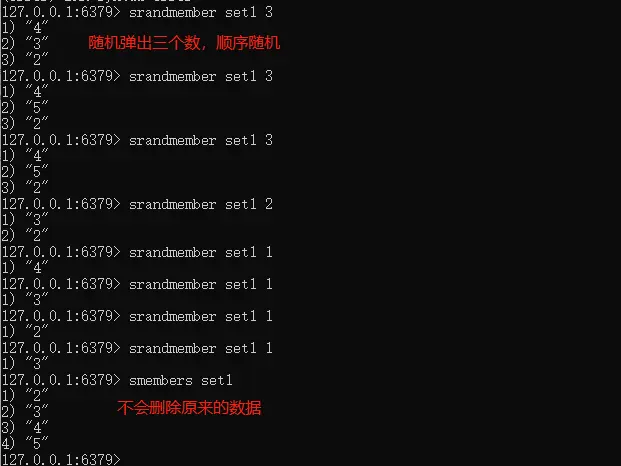 127.0.0.1:6379> srandmember set1 3
1) "4"
2) "3" 随机弹出三个数，顺序随机
3) "2"
127.0.0.1:6379> srandmember set1 3
1) "4"
2) "5"
3) "2"
127.0.0.1:6379> srandmember set1 3
1) "4"
2) "5"
3) "2"
127.0.0.1:6379> srandmember set1 2
1) "3"
2) "2"
127.0.0.1:6379> srandmember set1 1
1) "4"
127.0.0.1:6379> srandmember set1 1
1) "3"
127.0.0.1:6379> srandmember set1 1
1) "2"
127.0.0.1:6379> srandmember set1 1
1) "3"
127.0.0.1:6379> smembers set1
1) "2"
2) "3" 不会删除原来的数据
3) "4"
4) "5"
127.0.0.1:6379>